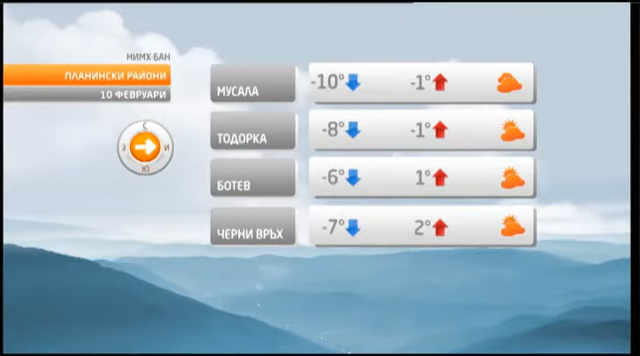 НИМХ-БАН
ПЛАНИНСКИ РАЙОНИ
10 ФЕВРУАРИ
С
З И
Ю
МУСАЛА -10° -1°
ТОДОРКА -8° -1°
БОТЕВ -6° 1°
ЧЕРНИ ВРЪХ -7° 2°